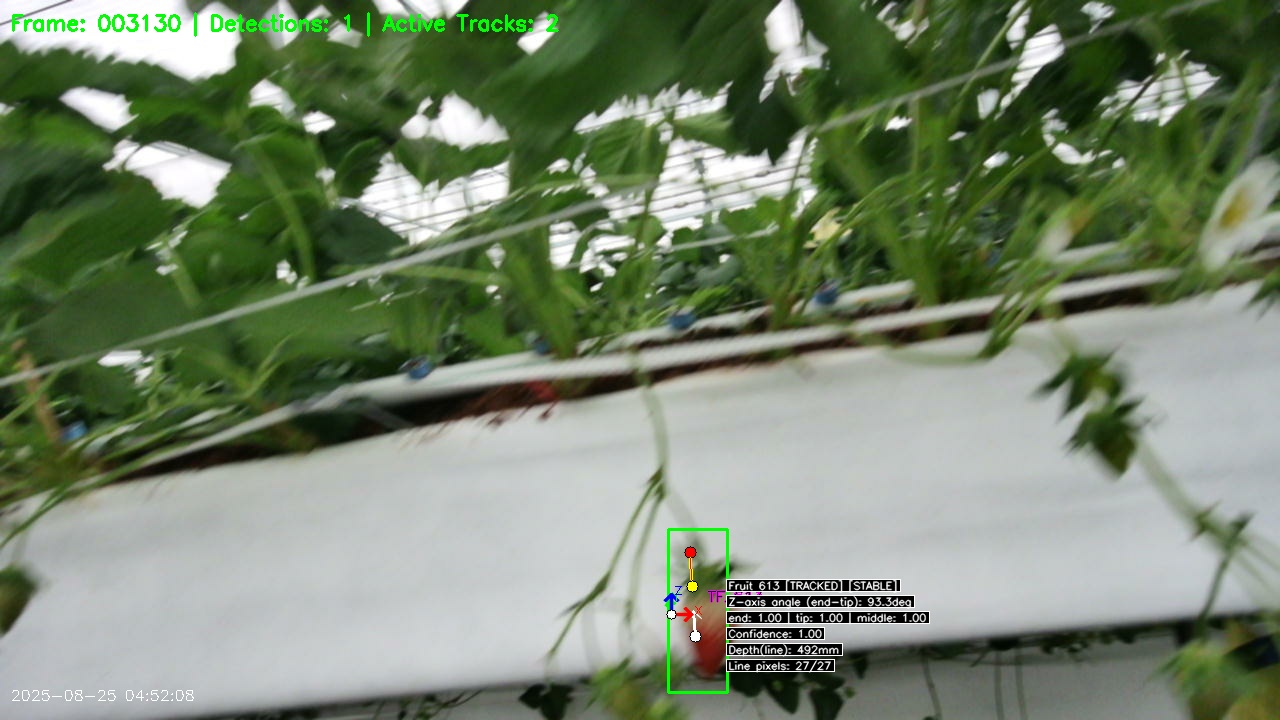 Frame: 003130 | Detections: 1 | Active Tracks: 2
Fruit 613 [TRACKED] [STABLE]
Z-axis angle (end-tip): 93.3deg
end: 1.00 | tip: 1.00 | middle: 1.00
Confidence: 1.00
Depth(line): 492mm
Line pixels: 27/27
Z
X
2025-08-25 04:52:08